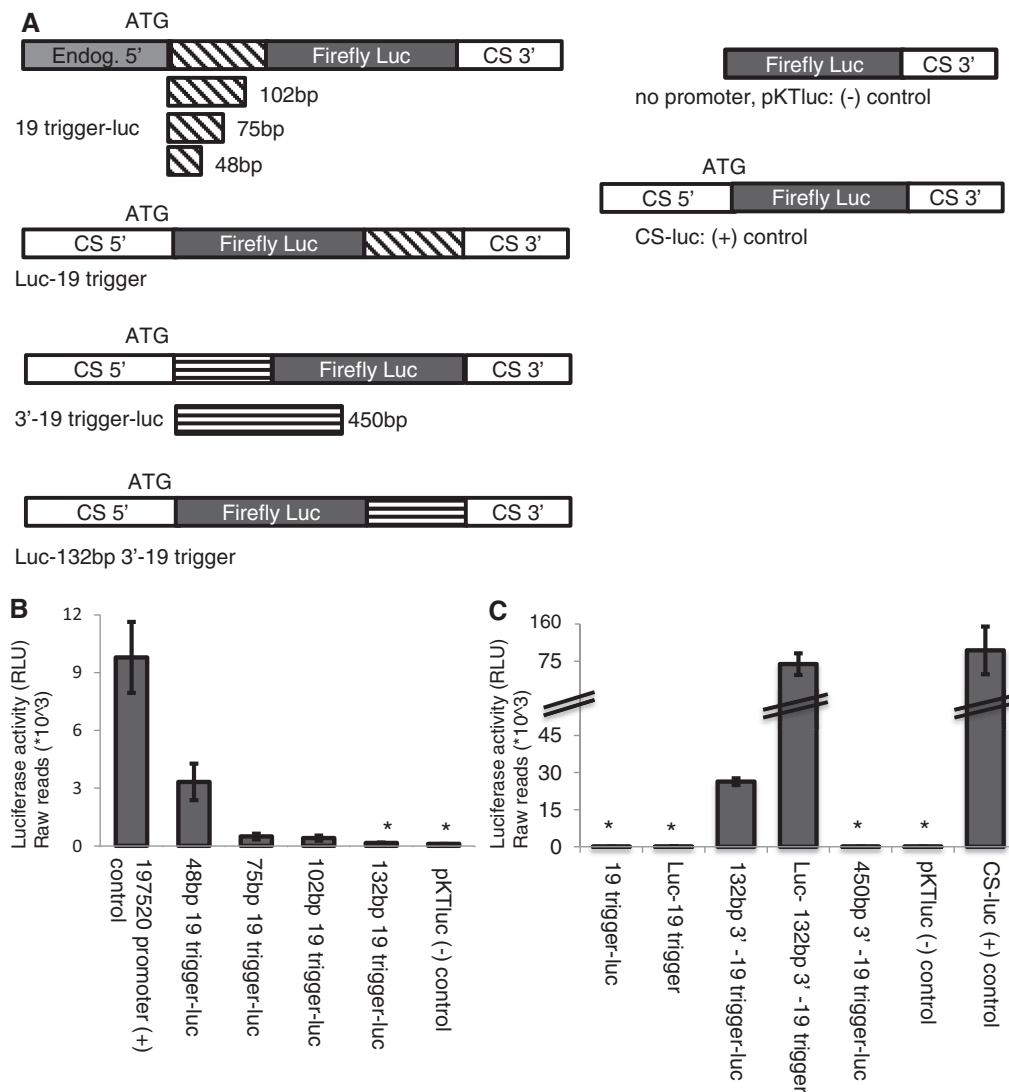 A
ATG
Endog. 5' Firefly Luc CS 3'
102bp
19 trigger-luc 75bp
48bp
Firefly Luc CS 3'
no promoter, pKTluc: (-) control
ATG
CS 5' Firefly Luc CS 3'
CS-luc: (+) control
ATG
CS 5' Firefly Luc CS 3'
Luc-19 trigger
ATG
CS 5' Firefly Luc CS 3'
3'-19 trigger-luc 450bp
ATG
CS 5' Firefly Luc CS 3'
Luc-132bp 3'-19 trigger
B
Luciferase activity (RLU)
Raw reads (*10^3)
12
9
6
3
0
* *
197520 promoter (+)
control
48bp 19 trigger-luc
75bp 19 trigger-luc
102bp 19 trigger-luc
132bp 19 trigger-luc
pKTluc (-) control
C
Luciferase activity (RLU)
Raw reads (*10^3)
160
75
45
30
15
0
* * * *
19 trigger-luc
Luc-19 trigger
132bp 3' -19 trigger-luc
Luc- 132bp 3' -19 trigger
450bp 3' -19 trigger-luc
pKTluc (-) control
CS-luc (+) control